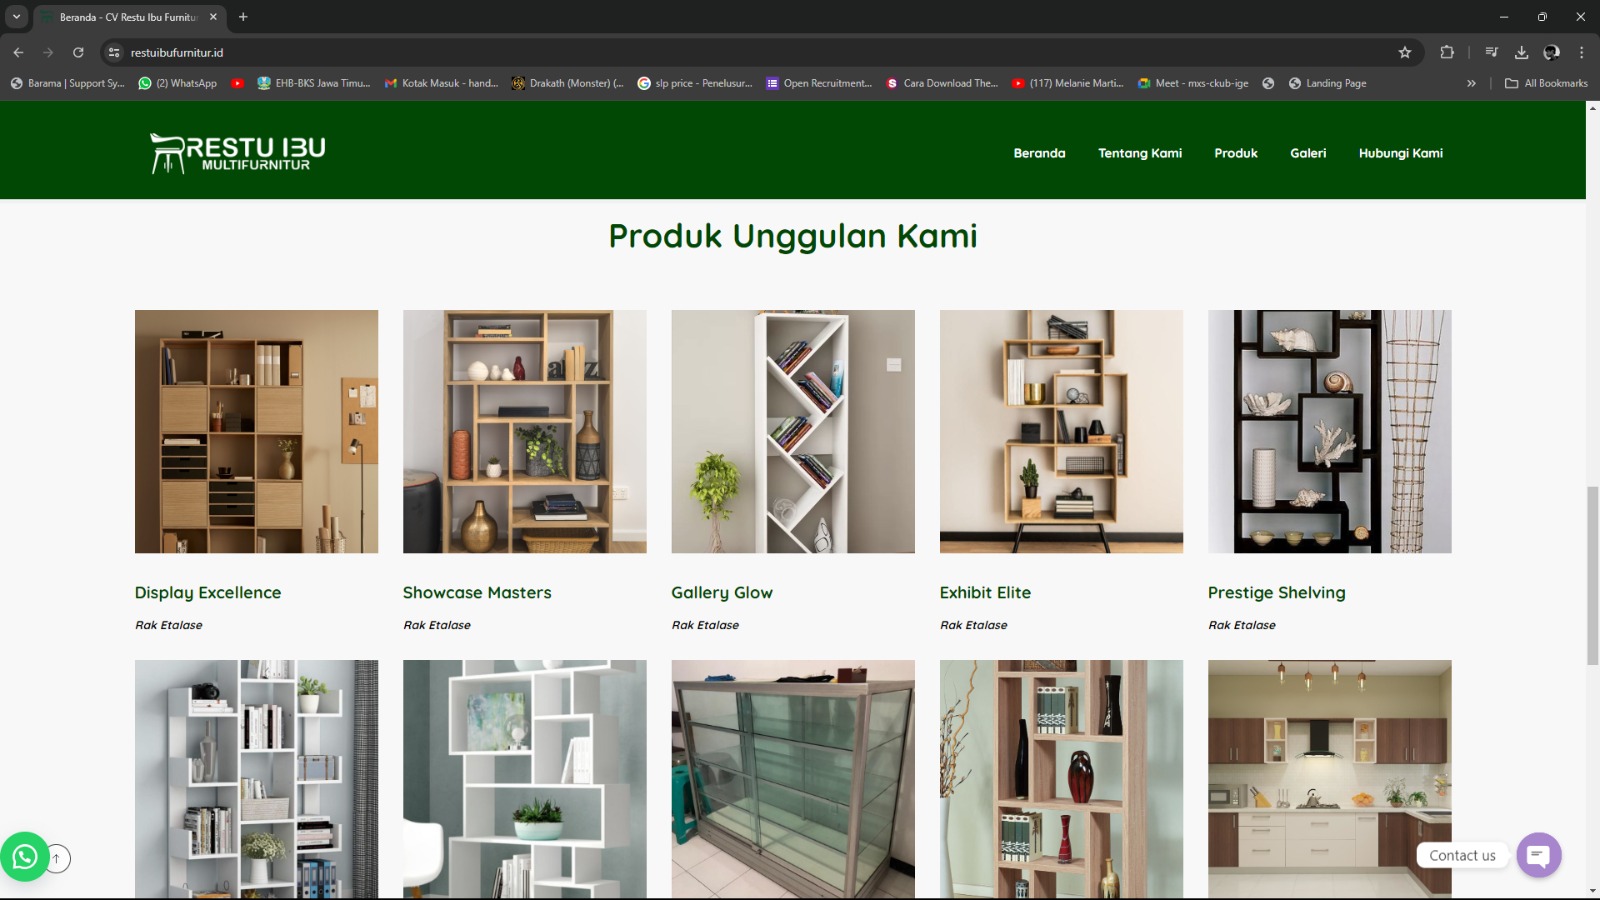 Beranda - CV Restu Ibu Furnitur
restuibufurnitur.id
Barama | Support Sy...
(2) WhatsApp
EHB-BKS Jawa Timu...
Kotak Masuk - hand...
Drakath (Monster) (...
slp price - Penelusur...
Open Recruitment...
Cara Download The...
(117) Melanie Marti...
Meet - mxs-ckub-ige
Landing Page
All Bookmarks
RESTU IBU
MULTIFURNITUR
Beranda
Tentang Kami
Produk
Galeri
Hubungi Kami
Produk Unggulan Kami
Display Excellence
Showcase Masters
Gallery Glow
Exhibit Elite
Prestige Shelving
Rak Etalase
Rak Etalase
Rak Etalase
Rak Etalase
Rak Etalase
Contact us